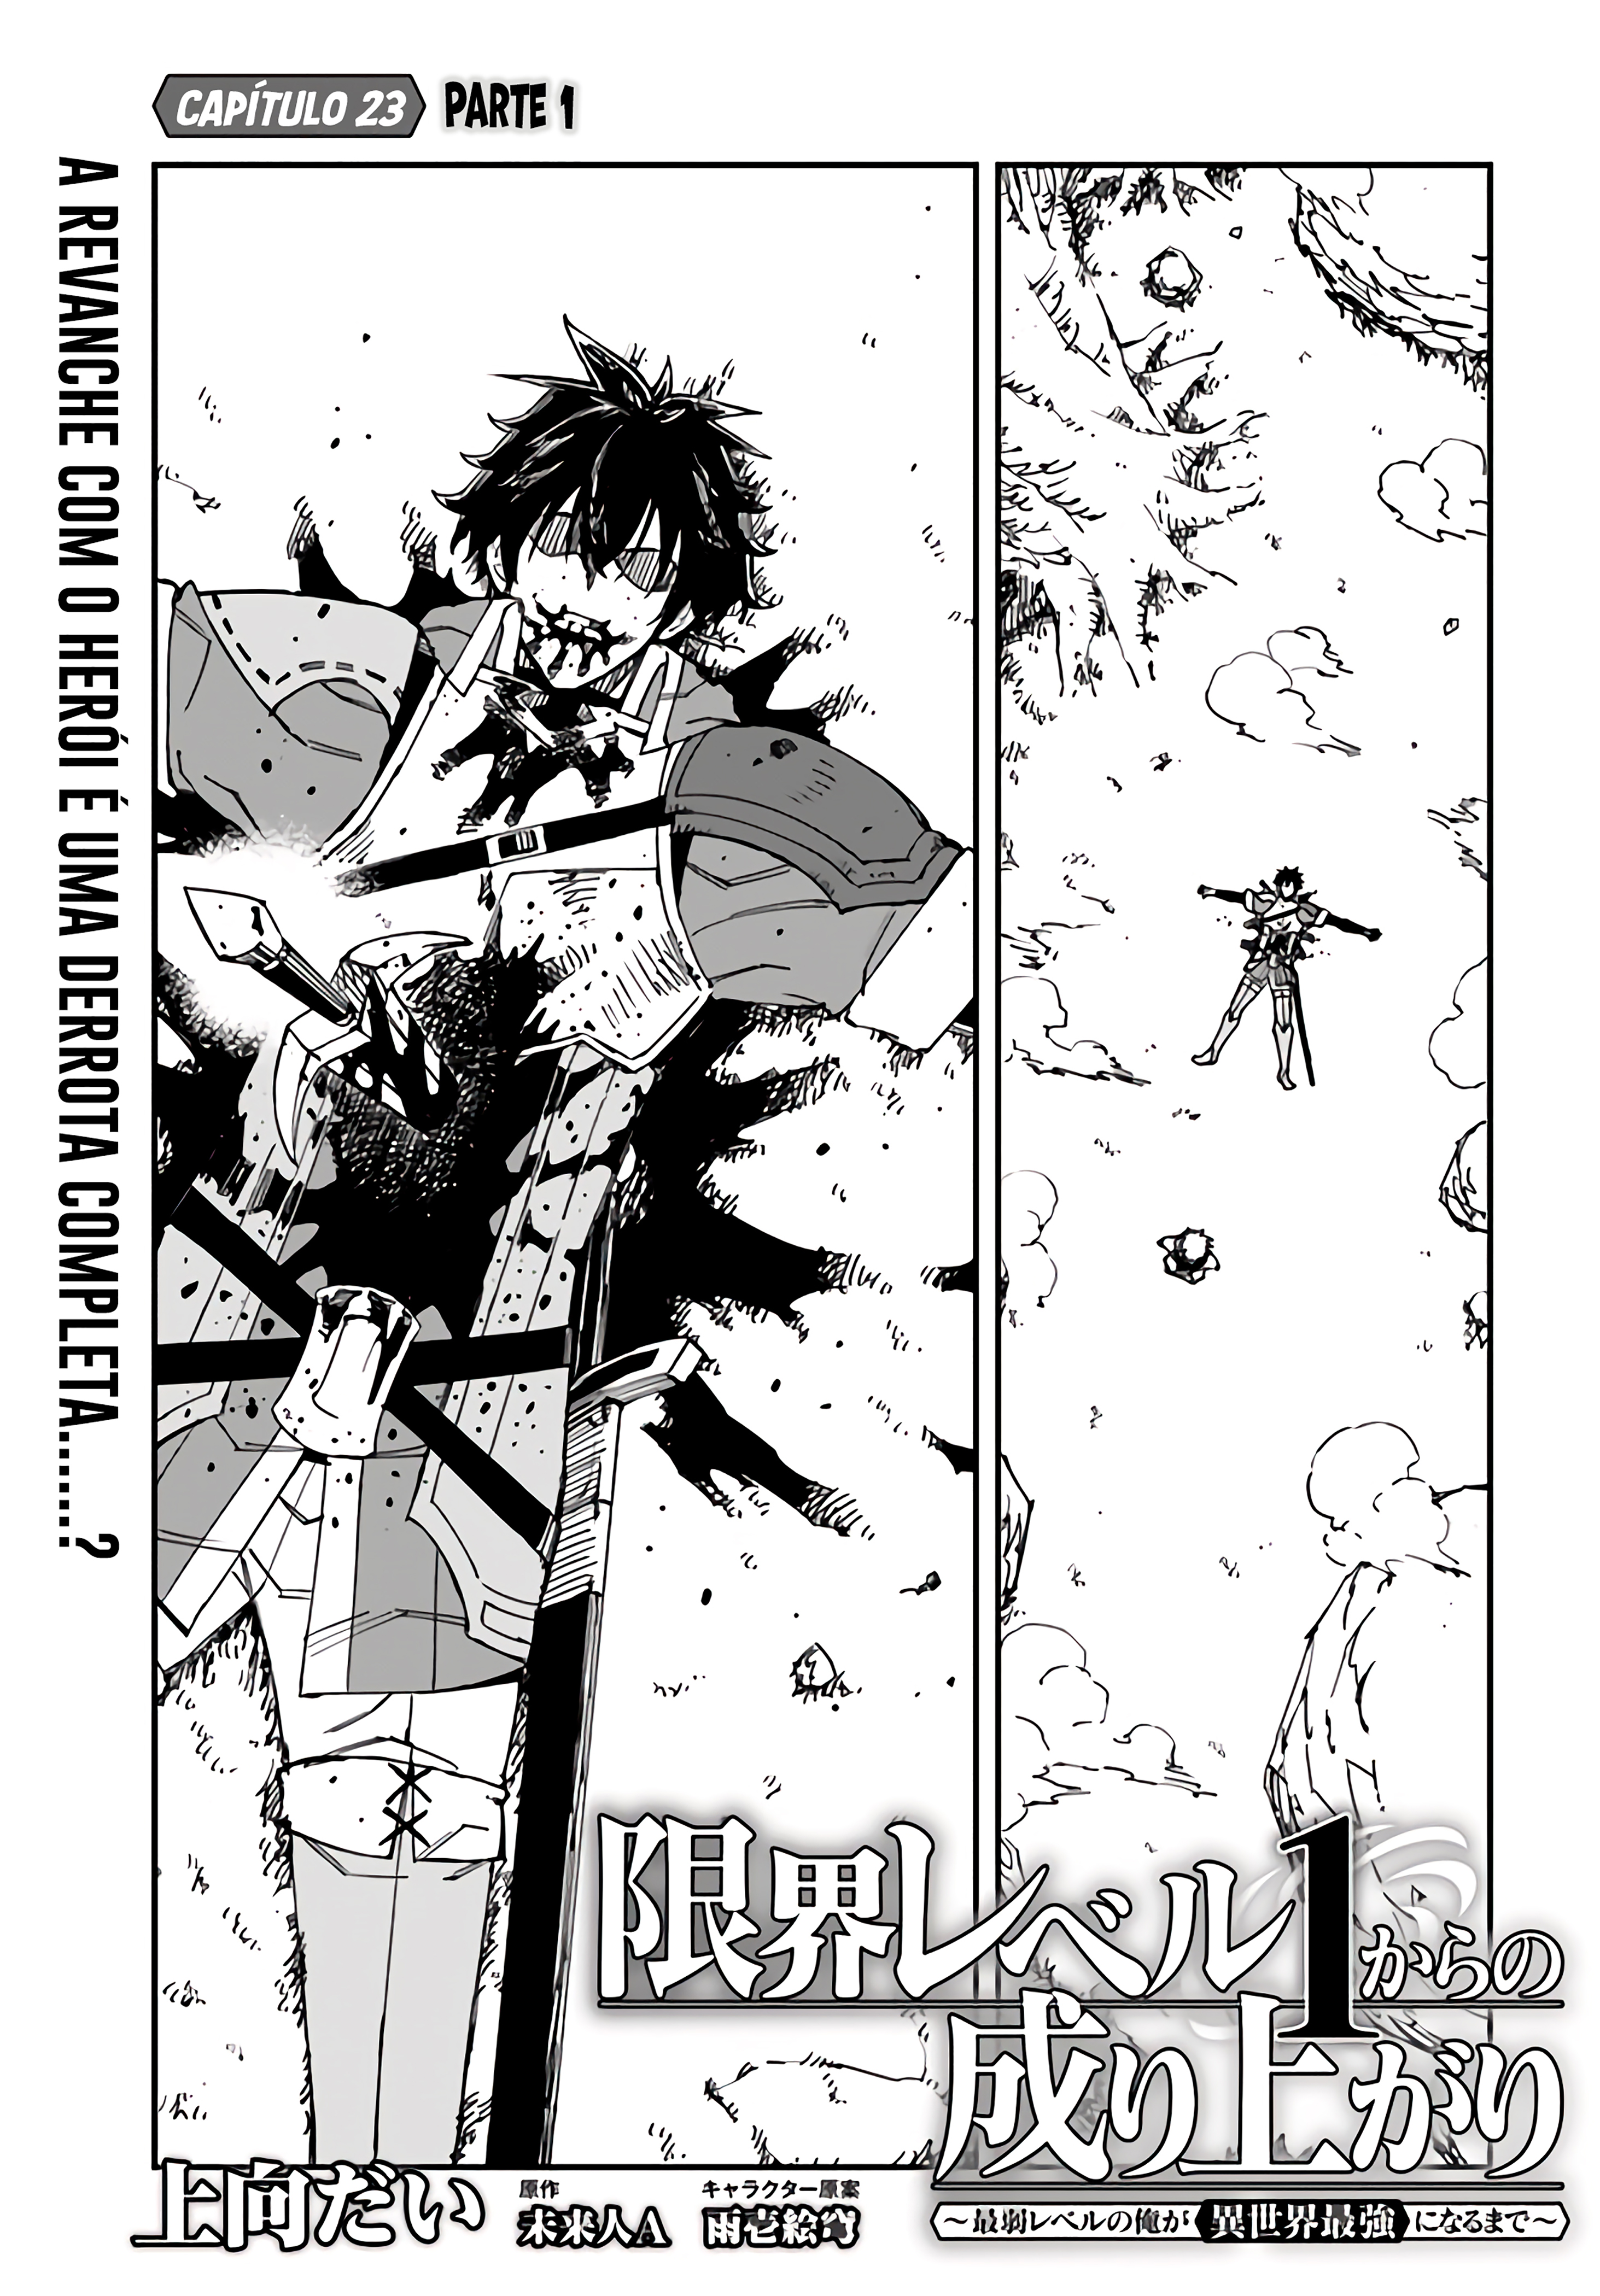 CAPÍTULO 23 PARTE 1
A REVANCHE COM O HERÓI É UMA DERROTA COMPLETA......?
限界レベル1からの
成り上がり
～最弱レベルの俺が異世界最強になるまで～
上向だい
原作
未来人A
キャラクター原案
雨壱絵穹